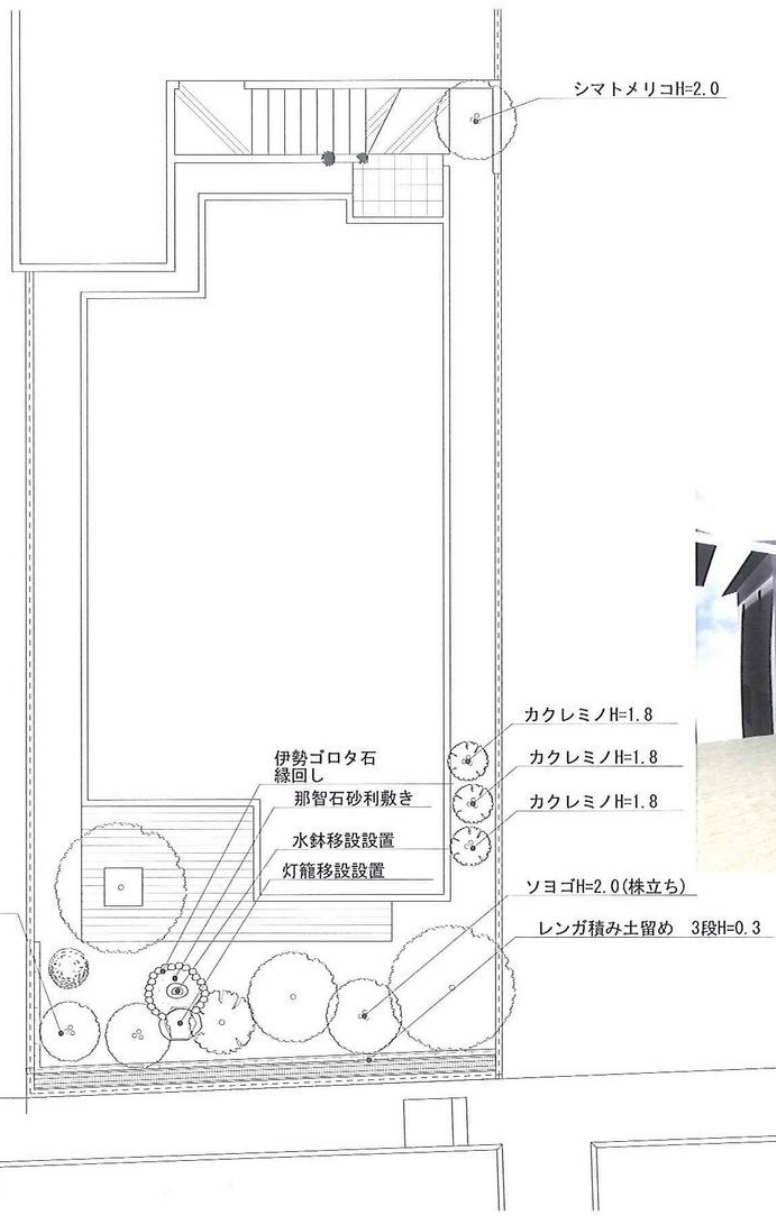 シマトメリコH=2.0
カクレミノH=1.8
伊勢ゴロタ石
縁回し
カクレミノH=1.8
那智石砂利敷き
カクレミノH=1.8
水鉢移設設置
灯籠移設設置
ソヨゴH=2.0(株立ち)
レンガ積み土留め 3段H=0.3